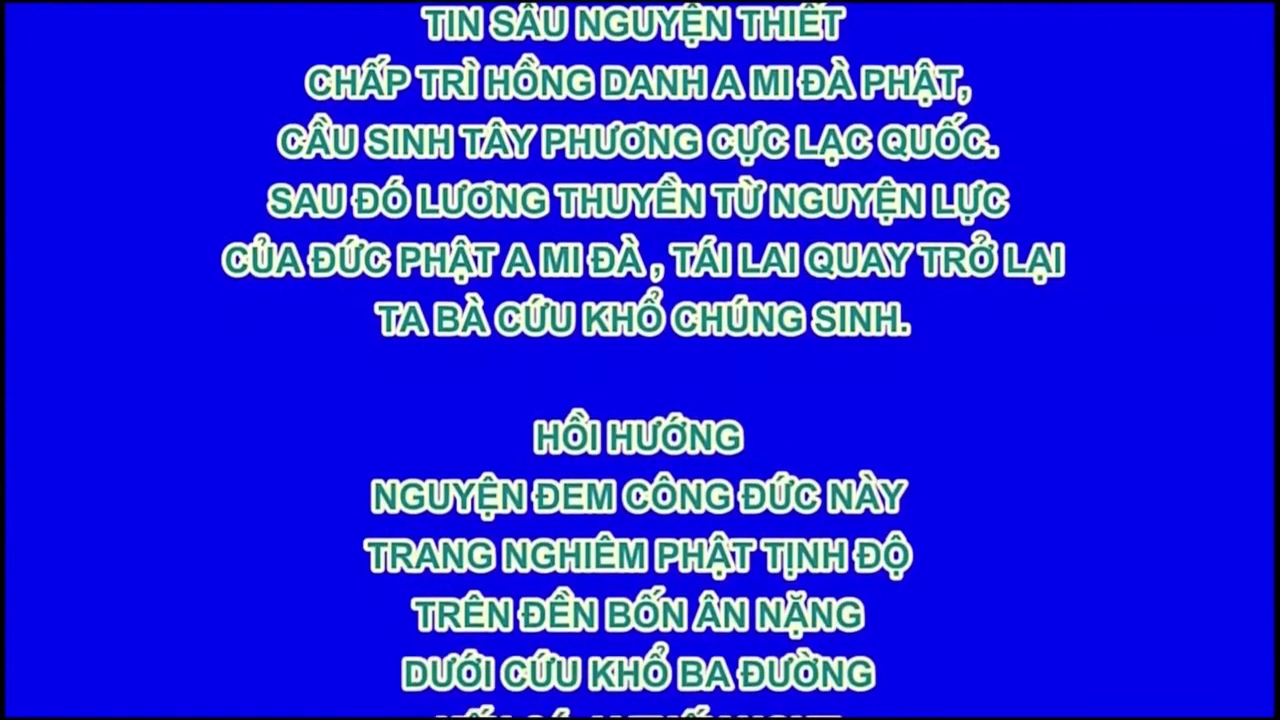 TIN SÂU NGUYỆN THIẾT
CHẤP TRÌ HỒNG DANH A MI ĐÀ PHẬT,
CẦU SINH TÂY PHƯƠNG CỰC LẠC QUỐC.
SAU ĐÓ LƯƠNG THUYỀN TỪ NGUYỆN LỰC
CỦA ĐỨC PHẬT A MI ĐÀ , TÁI LAI QUAY TRỞ LẠI
TA BÀ CỨU KHỔ CHÚNG SINH.
HỒI HƯỚNG
NGUYỆN ĐEM CÔNG ĐỨC NÀY
TRANG NGHIÊM PHẬT TỊNH ĐỘ
TRÊN ĐỀN BỐN ÂN NẶNG
DƯỚI CỨU KHỔ BA ĐƯỜNG